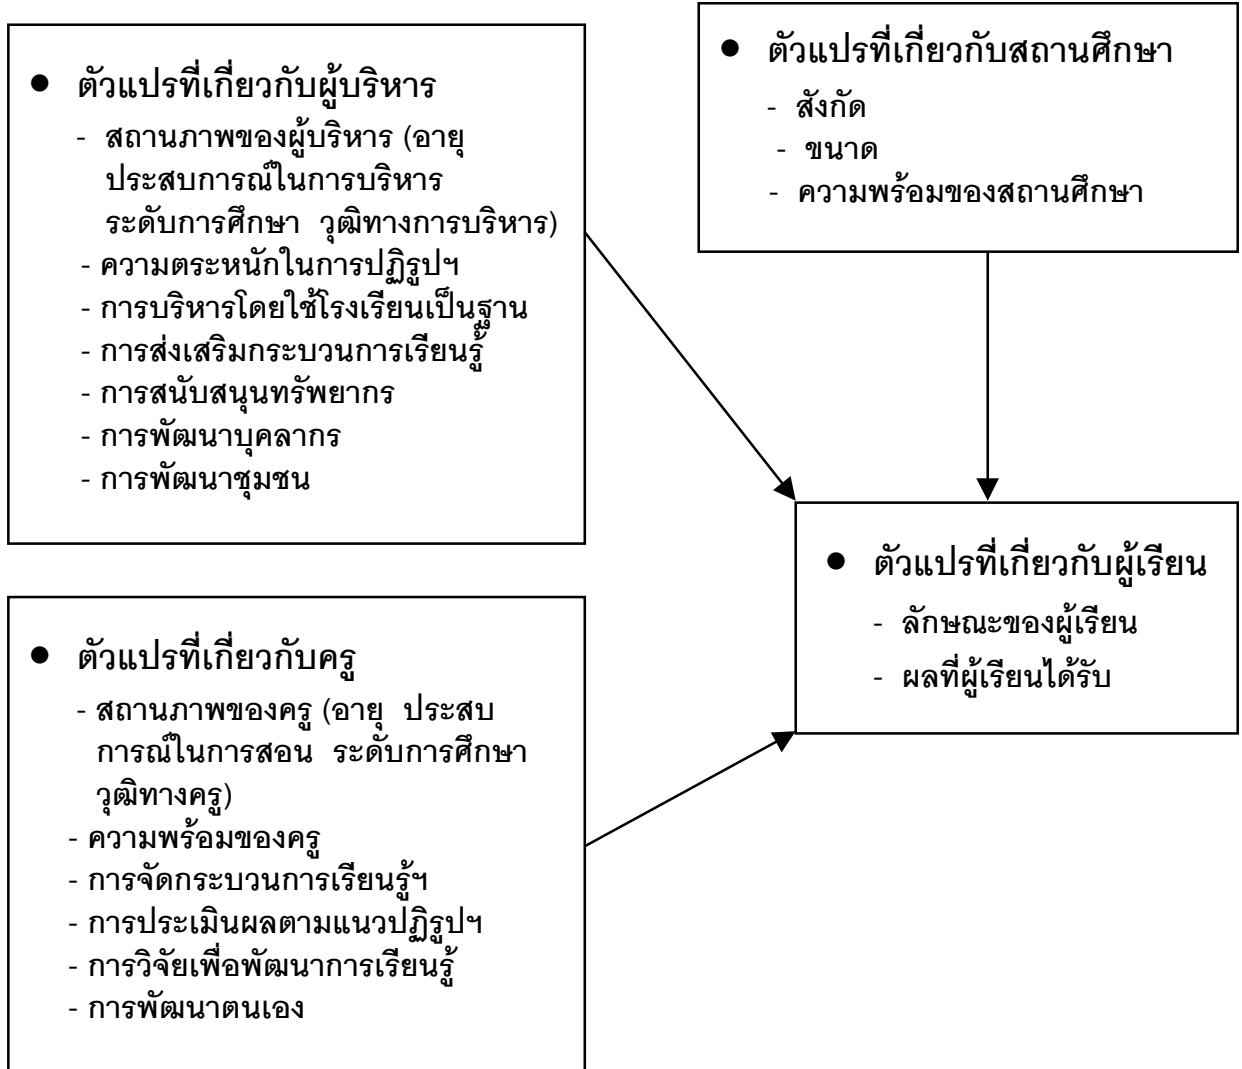 ● ตัวแปรที่เกี่ยวกับผู้บริหาร
- สถานภาพของผู้บริหาร (อายุ
ประสบการณ์ในการบริหาร
ระดับการศึกษา วุฒิทางการบริหาร)
- ความตระหนักในการปฏิรูปฯ
- การบริหารโดยใช้โรงเรียนเป็นฐาน
- การส่งเสริมกระบวนการเรียนรู้
- การสนับสนุนทรัพยากร
- การพัฒนาบุคลากร
- การพัฒนาชุมชน
● ตัวแปรที่เกี่ยวกับสถานศึกษา
- สังกัด
- ขนาด
- ความพร้อมของสถานศึกษา
● ตัวแปรที่เกี่ยวกับครู
- สถานภาพของครู (อายุ ประสบ
การณ์ในการสอน ระดับการศึกษา
วุฒิทางครู)
- ความพร้อมของครู
- การจัดกระบวนการเรียนรู้ฯ
- การประเมินผลตามแนวปฏิรูปฯ
- การวิจัยเพื่อพัฒนาการเรียนรู้
- การพัฒนาตนเอง
● ตัวแปรที่เกี่ยวกับผู้เรียน
- ลักษณะของผู้เรียน
- ผลที่ผู้เรียนได้รับ